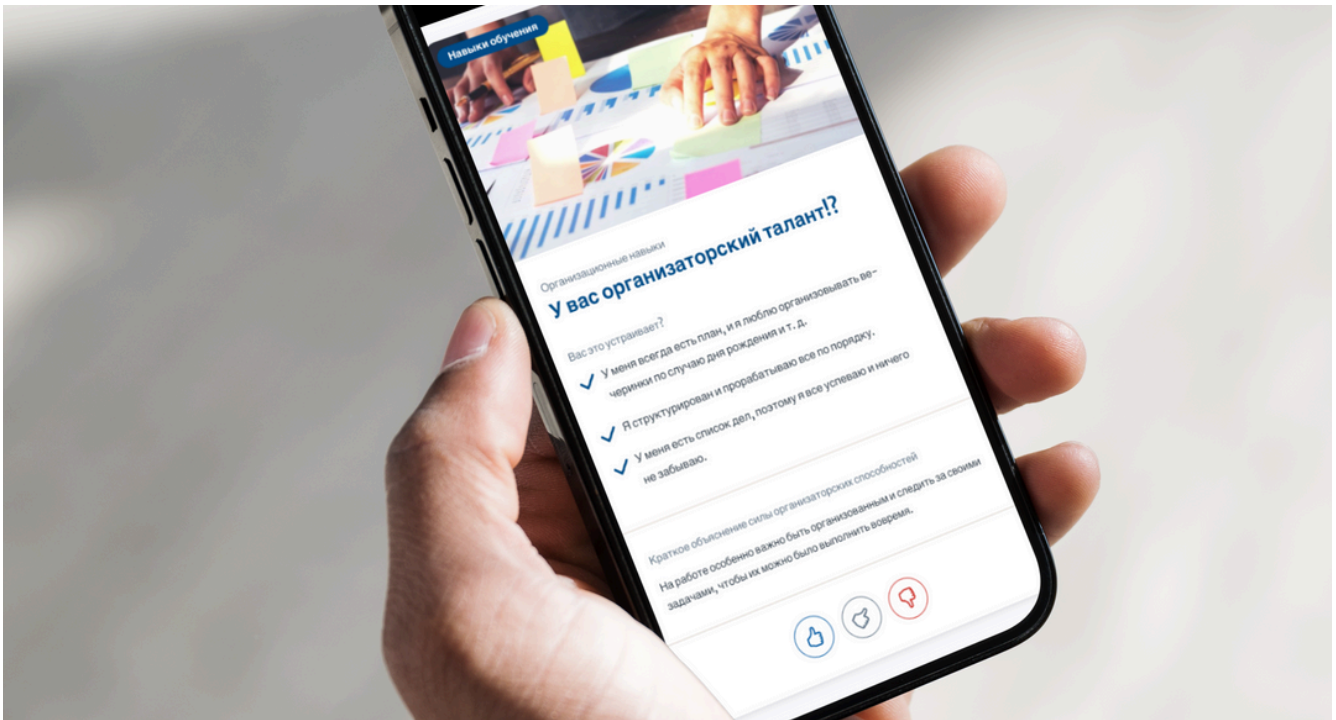 Навыки обучения
Организационные навыки
У вас организаторский талант!?
Вас это устраивает?
У меня всегда есть план, и я люблю организовывать ве-
черинки по случаю дня рождения и т. д.
Я структурирован и прорабатываю все по порядку.
У меня есть список дел, поэтому я все успеваю и ничего
не забываю.
Краткое объяснение силы организаторских способностей
На работе особенно важно быть организованным и следить за своими
задачами, чтобы их можно было выполнить вовремя.